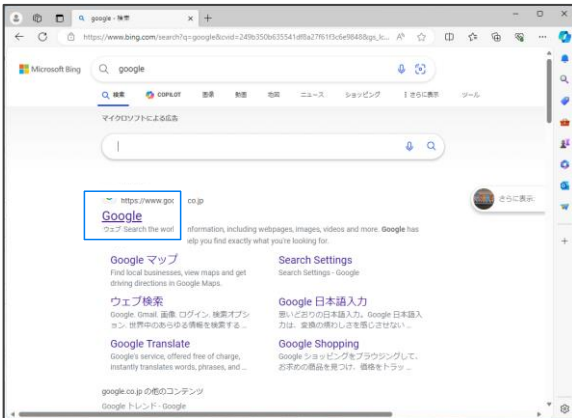 google - 検索
https://www.bing.com/search?q=google&cvid=249b350b635541df8a27f61f3c6e98488&gs_lc...
Microsoft Bing
google
検索 COPILOT 画像 動画 地図 ニュース ショッピング さらに表示 ツール
マイクロソフトによる広告
https://www.goo co.jp
さらに表示
Google
ウェブ Search the worl nformation, including webpages, images, videos and more. Google has
elp you find exactly what you're looking for.
Google マップ
Find local businesses, view maps and get
driving directions in Google Maps.
Search Settings
Search Settings - Google
ウェブ検索
Google. Gmail. 画像. ログイン. 検索オプシ
ョン. 世界中のあらゆる情報を検索する ...
Google 日本語入力
思いどおりの日本語入力。Google 日本語入
力は、変換の煩わしさを感じさせない ...
Google Translate
Google's service, offered free of charge,
instantly translates words, phrases, and ...
Google Shopping
Google ショッピングをブラウジングして、
お求めの商品を見つけ、価格をトラッ ...
google.co.jp の他のコンテンツ
Google トレンド - Google